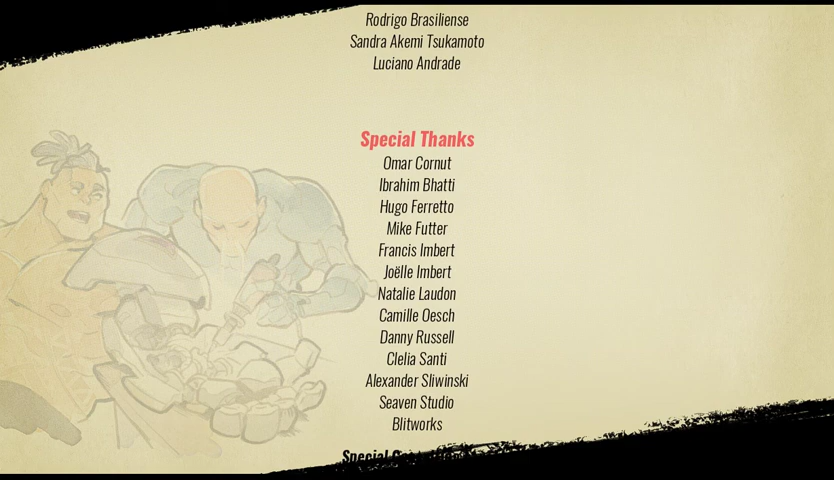 Rodrigo Brasiliense
Sandra Akemi Tsukamoto
Luciano Andrade
Special Thanks
Omar Cornut
Ibrahim Bhatti
Hugo Ferretto
Mike Futter
Francis Imbert
Joëlle Imbert
Natalie Laudon
Camille Oesch
Danny Russell
Clelia Santi
Alexander Sliwinski
Seaven Studio
Blitworks
Special